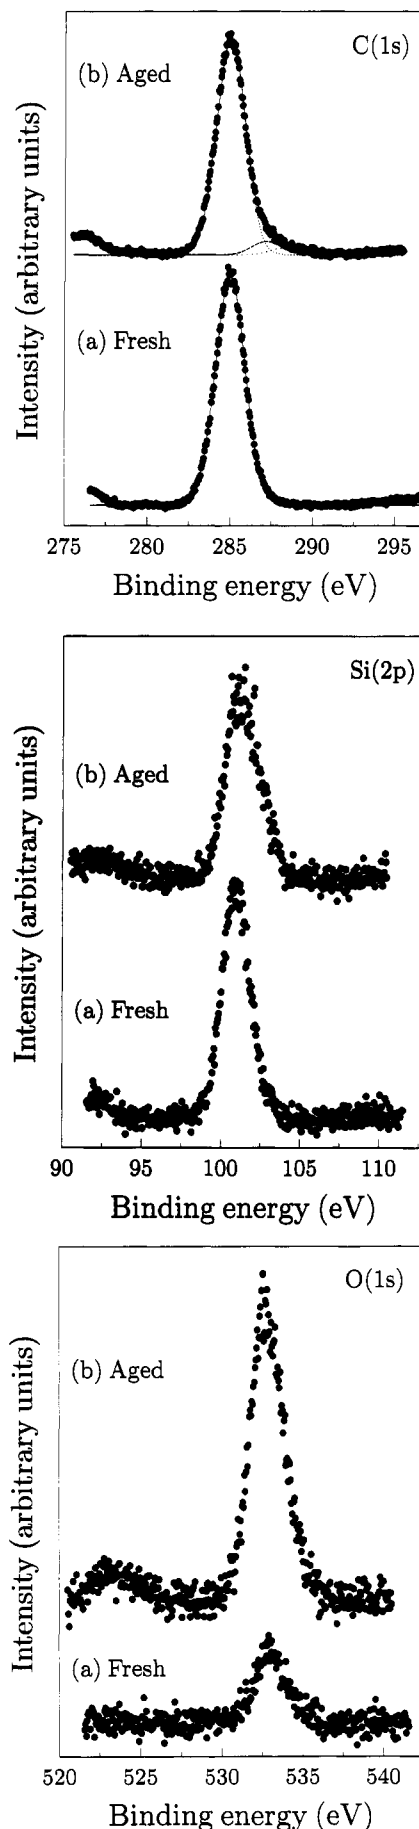 C(1s)
(b) Aged
(a) Fresh
Intensity (arbitrary units)
275 280 285 290 295
Binding energy (eV)
Si(2p)
(b) Aged
(a) Fresh
Intensity (arbitrary units)
90 95 100 105 110
Binding energy (eV)
O(1s)
(b) Aged
(a) Fresh
Intensity (arbitrary units)
520 525 530 535 540
Binding energy (eV)